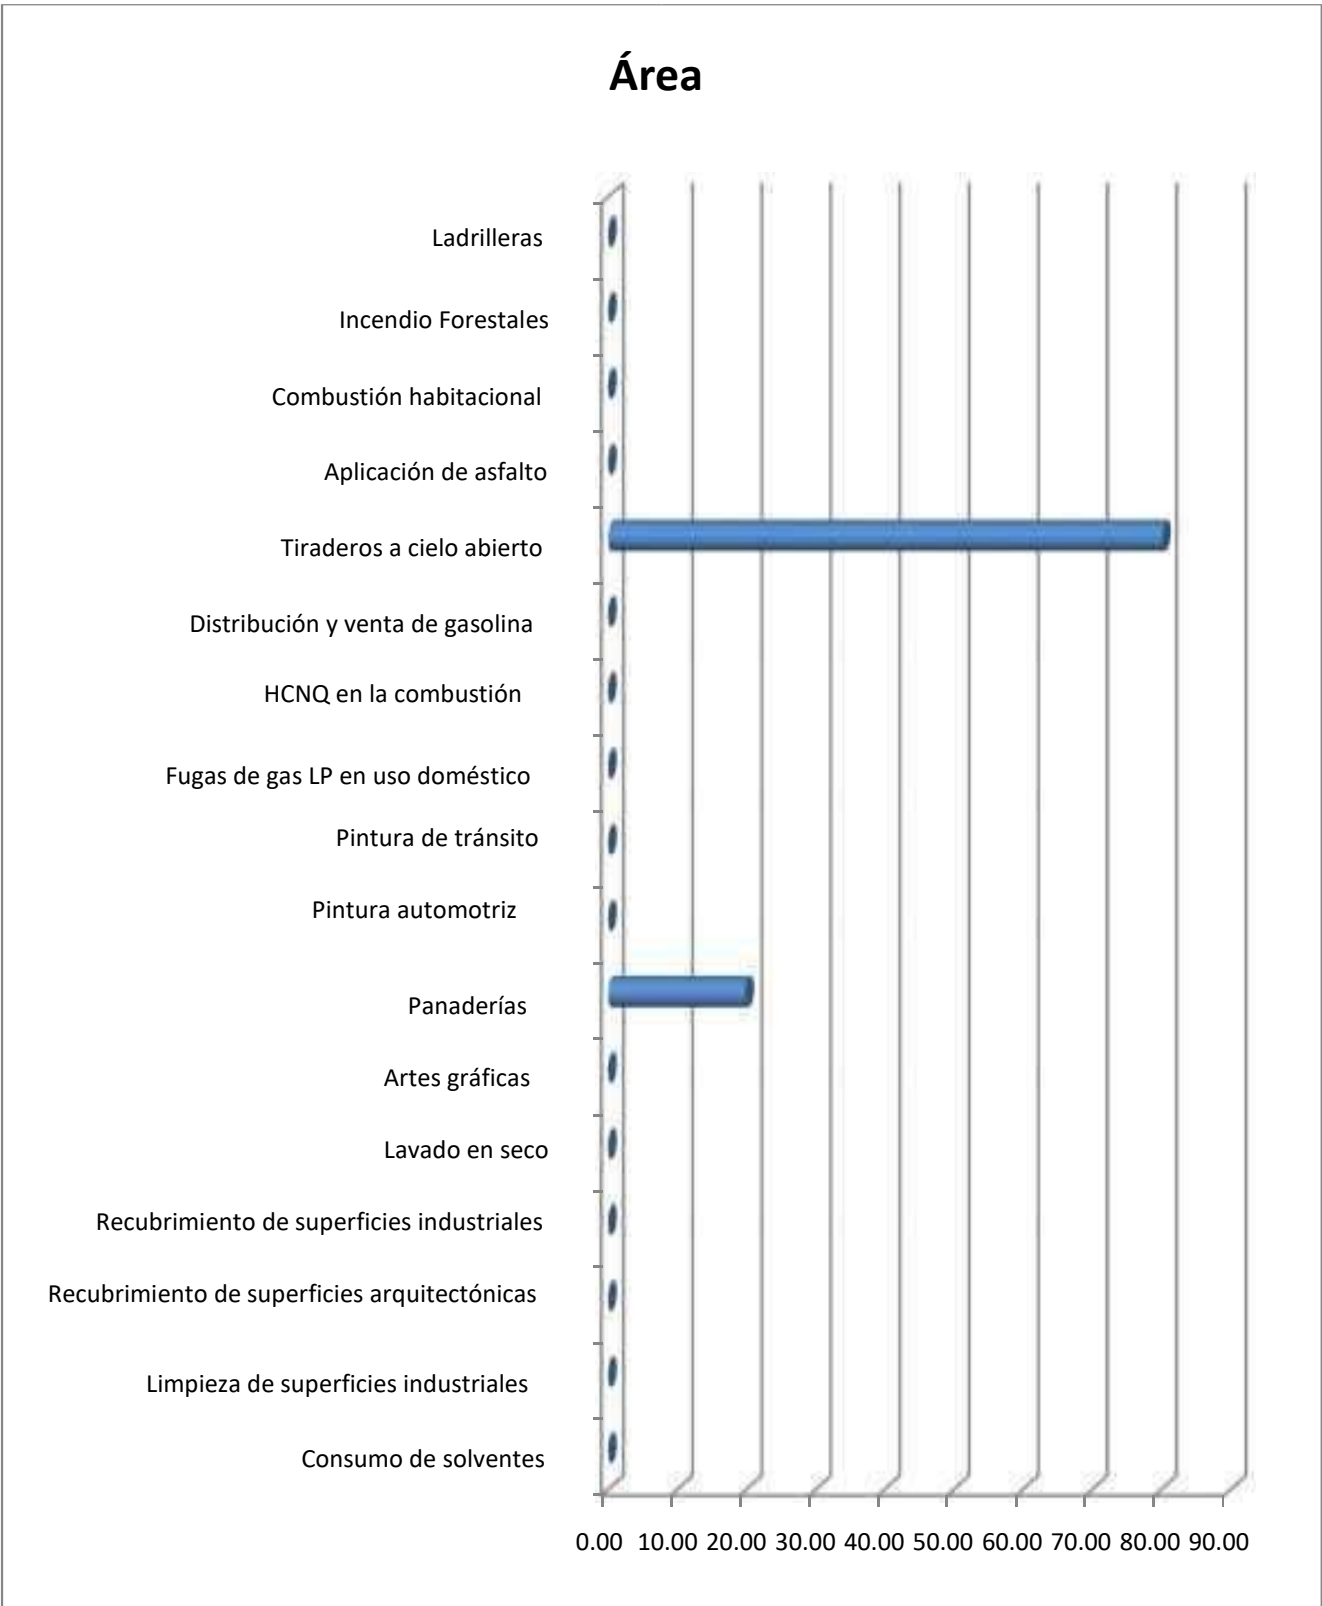 Área
Ladrilleras
Incendio Forestales
Combustión habitacional
Aplicación de asfalto
Tiraderos a cielo abierto
Distribución y venta de gasolina
HCNQ en la combustión
Fugas de gas LP en uso doméstico
Pintura de tránsito
Pintura automotriz
Panaderías
Artes gráficas
Lavado en seco
Recubrimiento de superficies industriales
Recubrimiento de superficies arquitectónicas
Limpieza de superficies industriales
Consumo de solventes
0.00 10.00 20.00 30.00 40.00 50.00 60.00 70.00 80.00 90.00